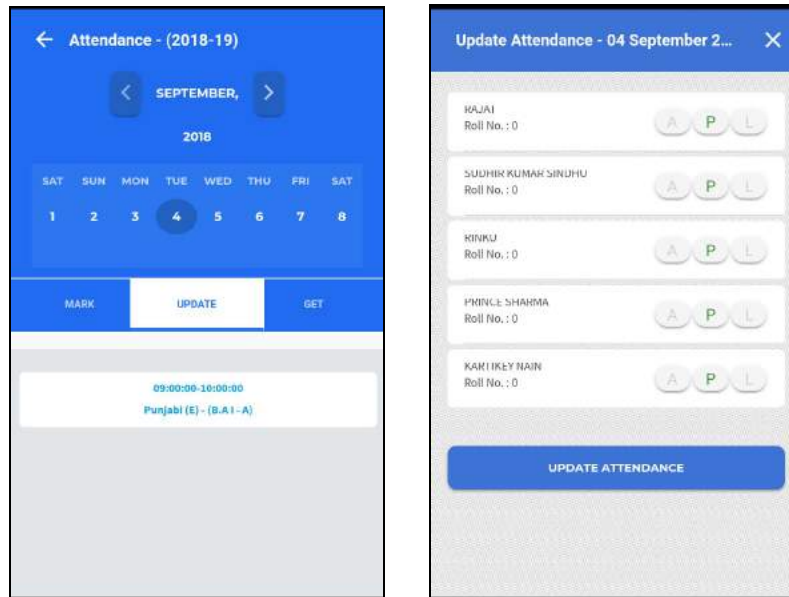 ← Attendance - (2018-19)
< SEPTEMBER, >
2018
SAT SUN MON TUE WED THU FRI SAT
1 2 3 4 5 6 7 8
MARK UPDATE GET
09:00:00-10:00:00
Punjabi (E) - (B.A I - A)
Update Attendance - 04 September 2... X
RAJAT
Roll No. : 0
A P L
SUDHIR KUMAR SINDHU
Roll No. : 0
A P L
RINKU
Roll No. : 0
A P L
PRINCE SHARMA
Roll No. : 0
A P L
KARTIKEY NAIN
Roll No. : 0
A P L
UPDATE ATTENDANCE